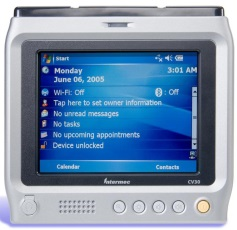 Start
3:01 AM
Monday
June 06, 2005
Wi-Fi: Off
: Off
Tap here to set owner information
No unread messages
No tasks
No upcoming appointments
Device unlocked
Calendar
Contacts
Intermec
CV30